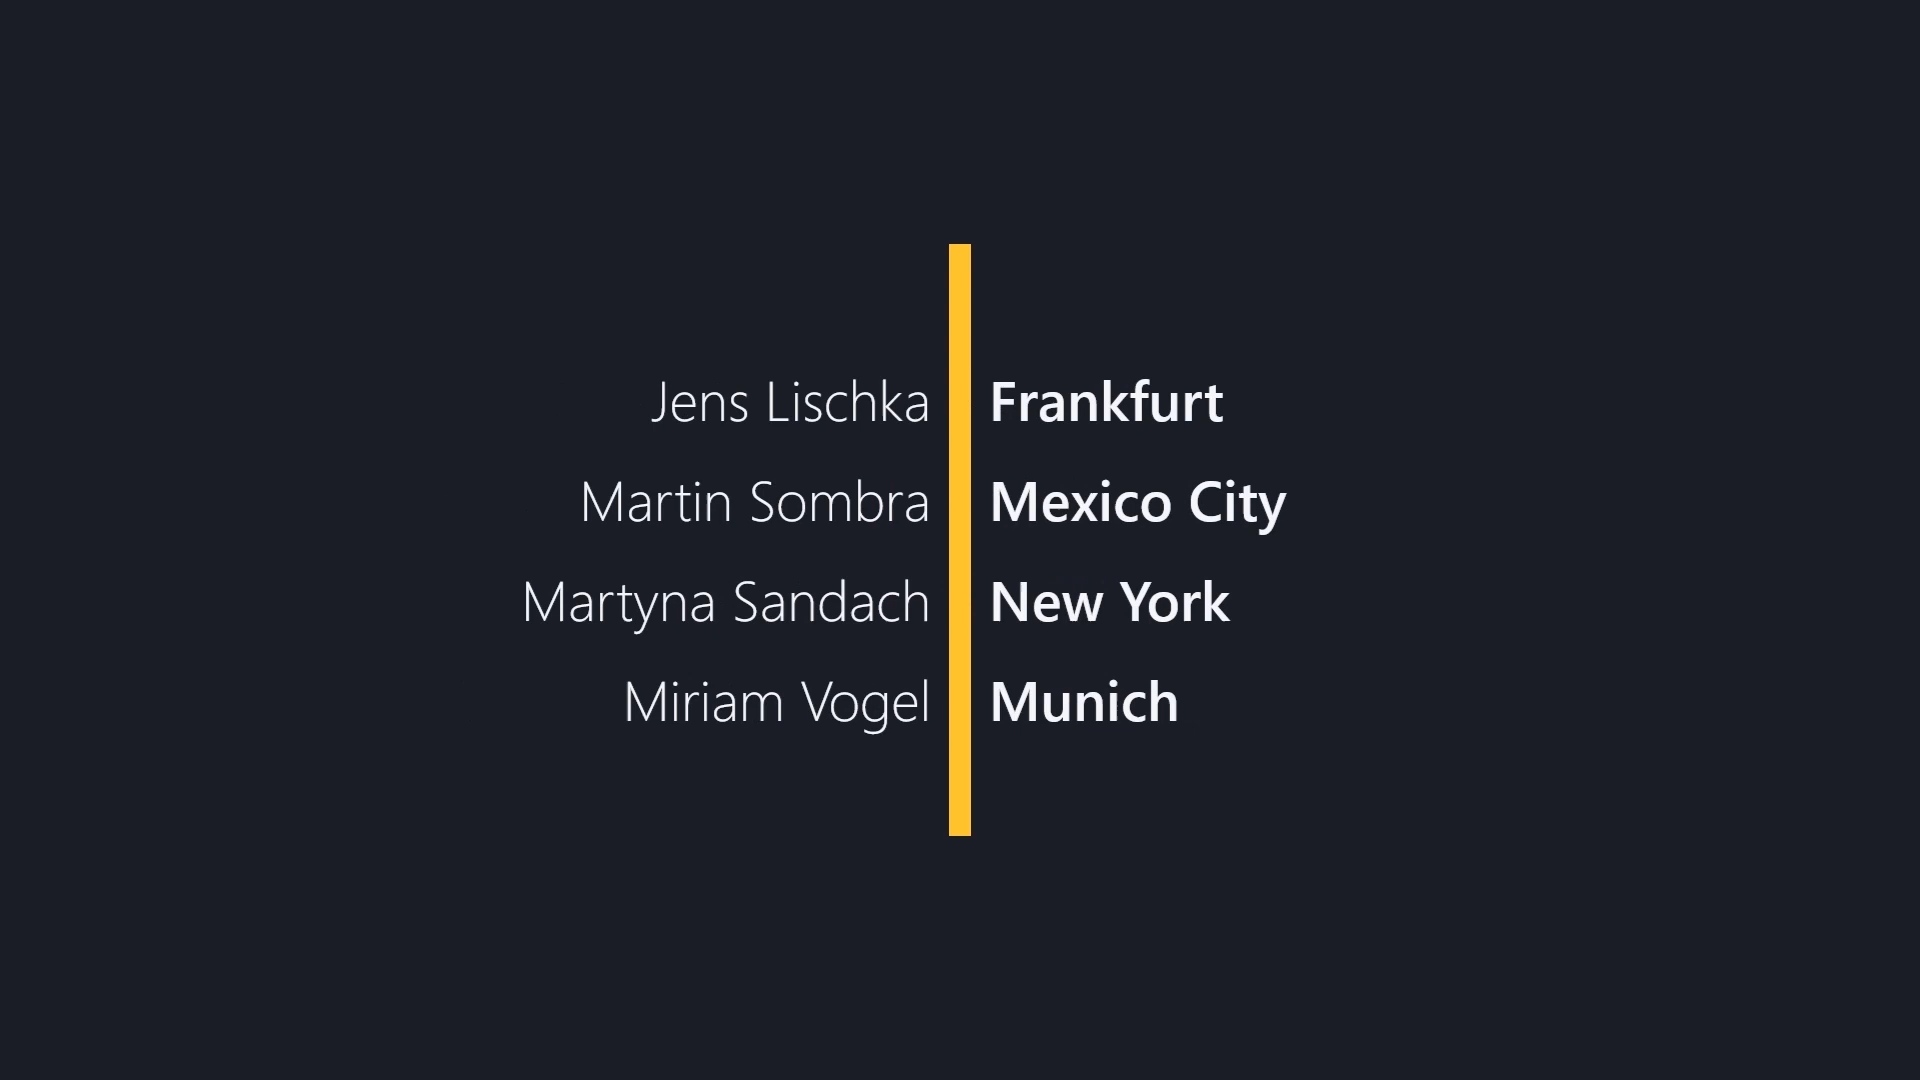 Jens Lischka Frankfurt
Martin Sombra Mexico City
Martyna Sandach New York
Miriam Vogel Munich